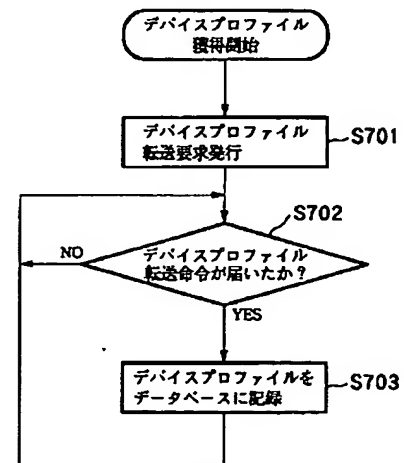 デバイスプロファイル
獲得開始
デバイスプロファイル
転送要求発行
S701
S702
デバイスプロファイル
転送命令が届いたか？
NO
YES
デバイスプロファイルを
データベースに記録
S703